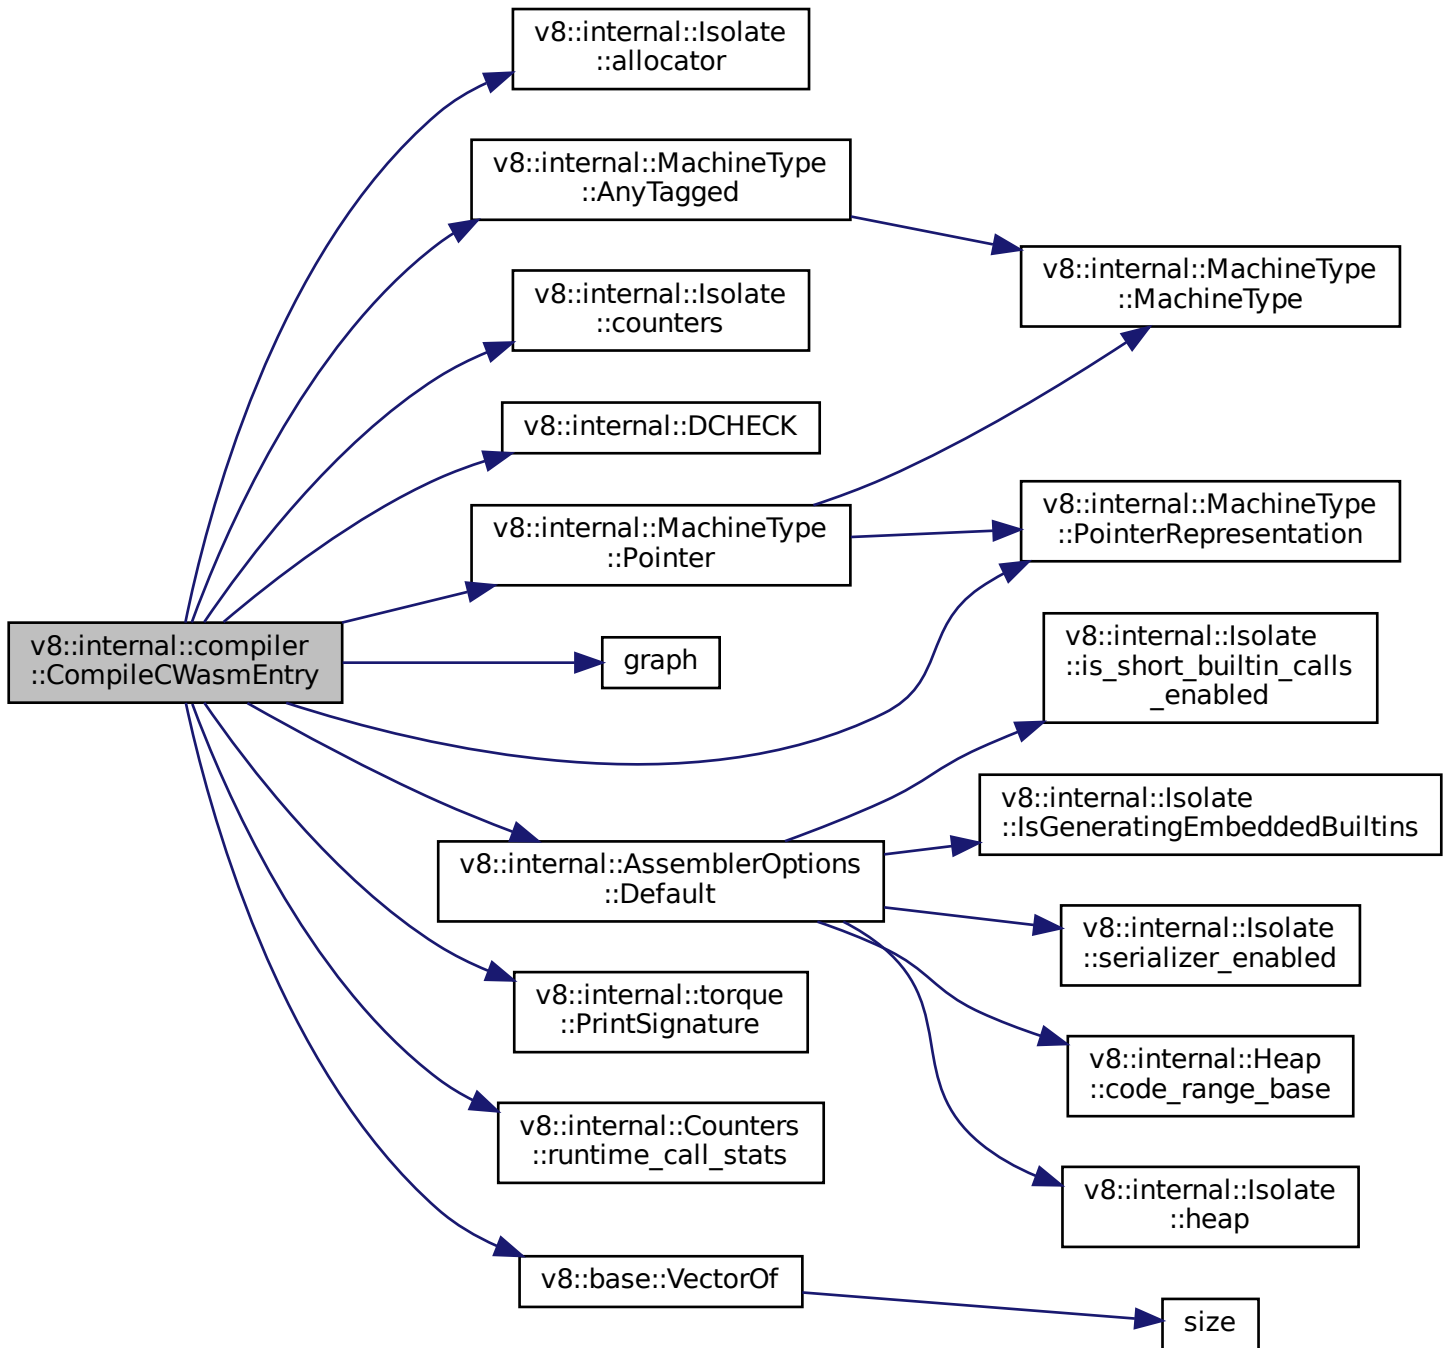 v8::internal::Isolate
::allocator
v8::internal::MachineType
::AnyTagged
v8::internal::MachineType
::MachineType
v8::internal::Isolate
::counters
v8::internal::DCHECK
v8::internal::MachineType
::Pointer
v8::internal::MachineType
::PointerRepresentation
v8::internal::compiler
::CompileCWasmEntry
graph
v8::internal::Isolate
::is_short_builtin_calls
_enabled
v8::internal::Isolate
::IsGeneratingEmbeddedBuiltins
v8::internal::AssemblerOptions
::Default
v8::internal::Isolate
::serializer_enabled
v8::internal::torque
::PrintSignature
v8::internal::Heap
::code_range_base
v8::internal::Counters
::runtime_call_stats
v8::internal::Isolate
::heap
v8::base::VectorOf
size